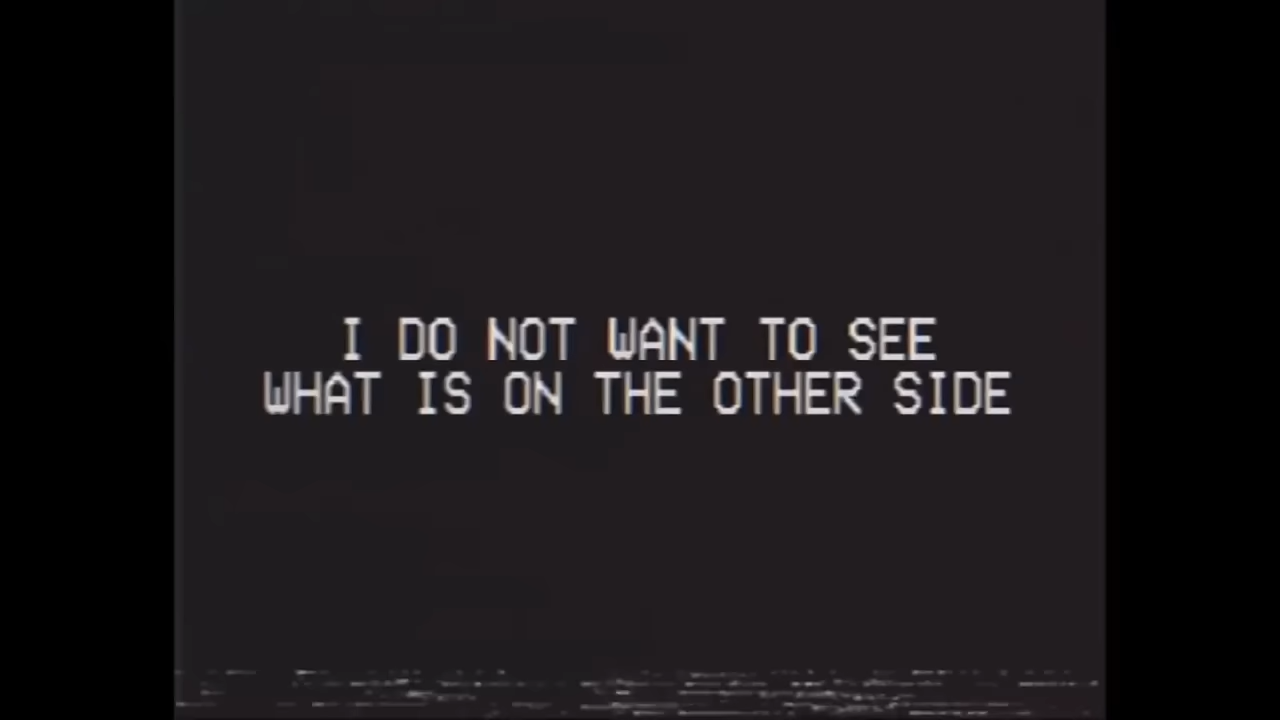 I DO NOT WANT TO SEE
WHAT IS ON THE OTHER SIDE